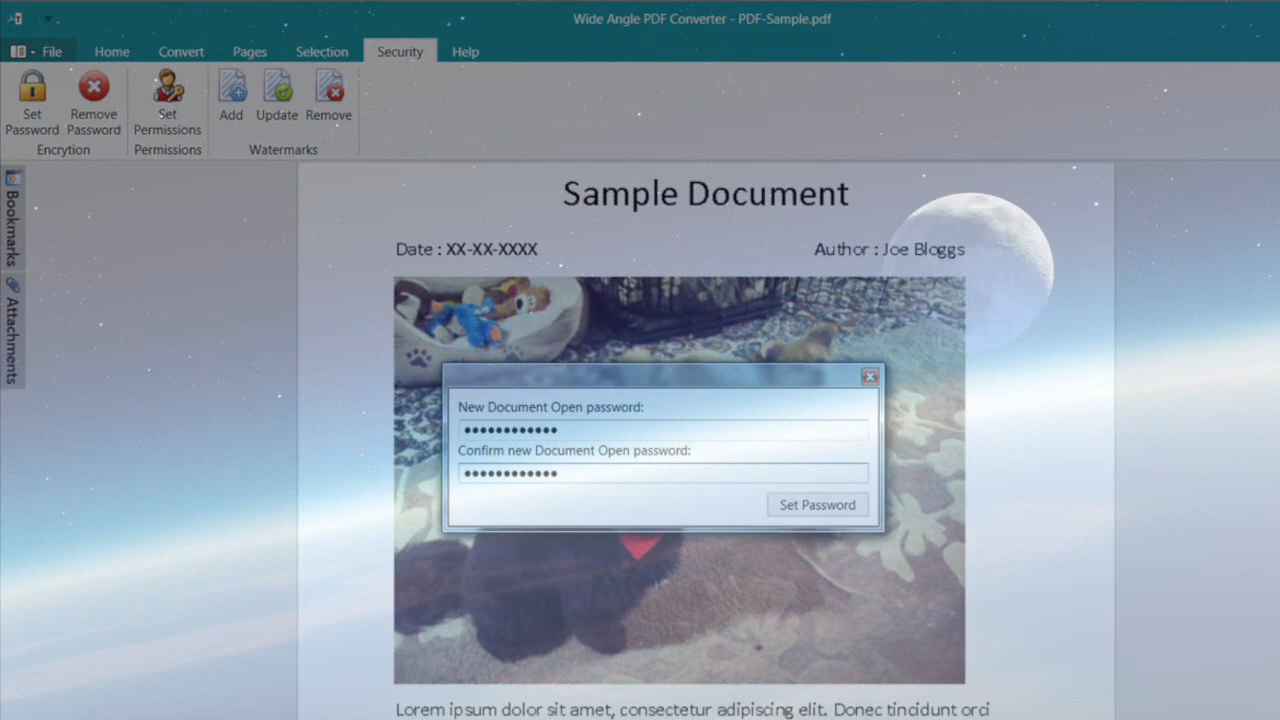 Wide Angle PDF Converter - PDF-Sample.pdf
File Home Convert Pages Selection Security Help
Set Password Remove Password Set Permissions Add Update Remove
Encrytion Permissions Watermarks
Bookmarks
Attachments
Sample Document
Date : XX-XX-XXXX Author : Joe Bloggs
New Document Open password:
●●●●●●●●●●●●
Confirm new Document Open password:
●●●●●●●●●●●●
Set Password
Lorem ipsum dolor sit amet, consectetur adipiscing elit. Donec tincidunt orci